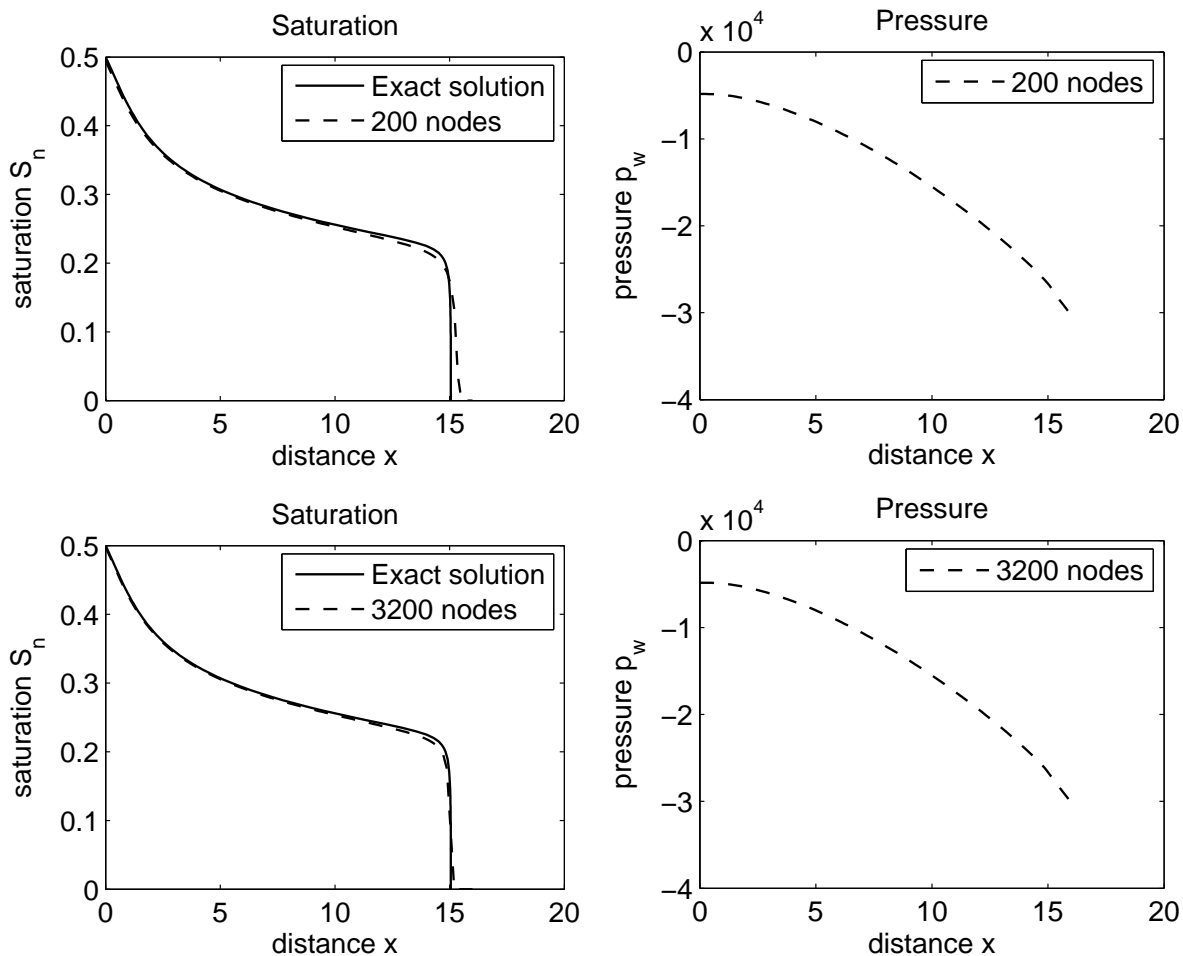 Saturation
0.5
0.4
0.3
0.2
0.1
0
0
5
10
15
20
saturation S_n
distance x
Exact solution
200 nodes
Pressure
x 10^4
0
−1
−2
−3
−4
0
5
10
15
20
pressure p_w
distance x
200 nodes
Saturation
0.5
0.4
0.3
0.2
0.1
0
0
5
10
15
20
saturation S_n
distance x
Exact solution
3200 nodes
Pressure
x 10^4
0
−1
−2
−3
−4
0
5
10
15
20
pressure p_w
distance x
3200 nodes